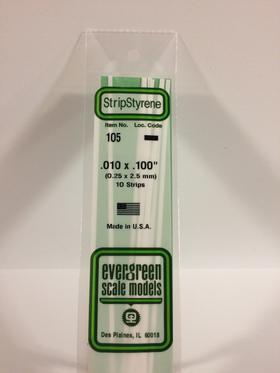 StripStyrene
Item No. Loc. Code
105
.010 x .100"
(0.25 x 2.5 mm)
10 Strips
Made in U.S.A.
evergreen
scale models
Des Plaines, IL 60018